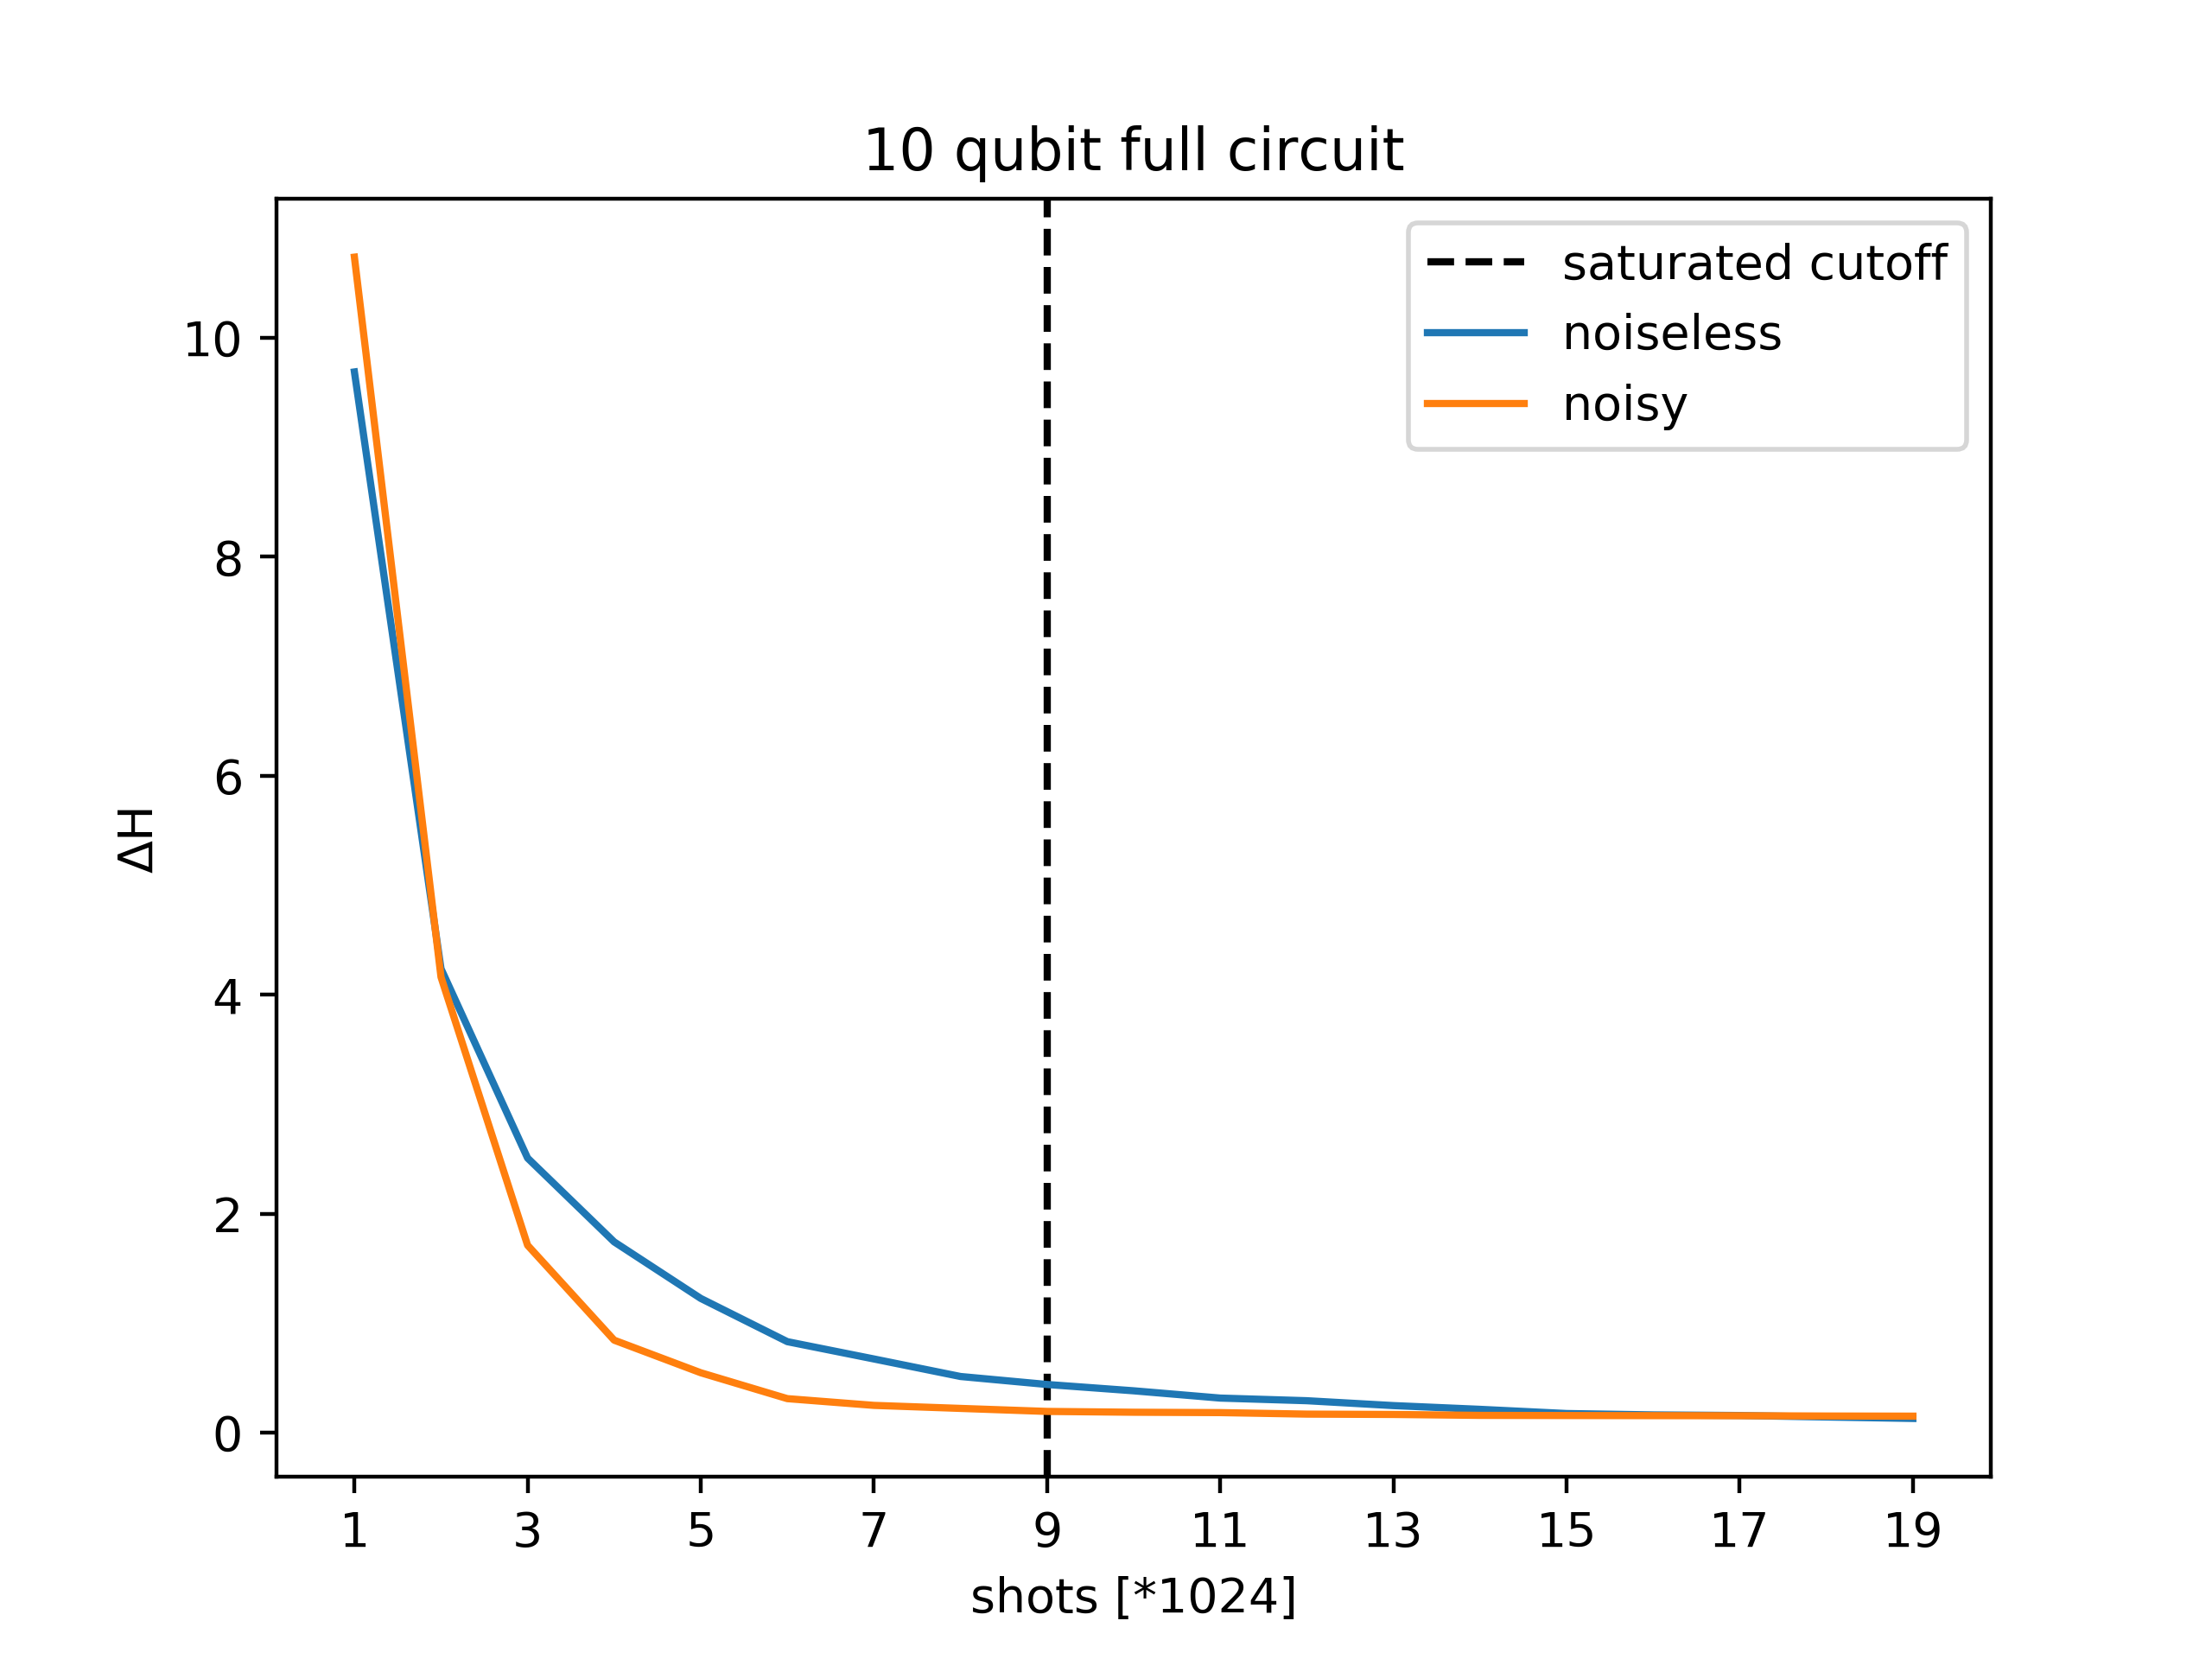 10 qubit full circuit
saturated cutoff
noiseless
noisy
10
8
6
4
2
0
ΔH
1 3 5 7 9 11 13 15 17 19
shots [*1024]